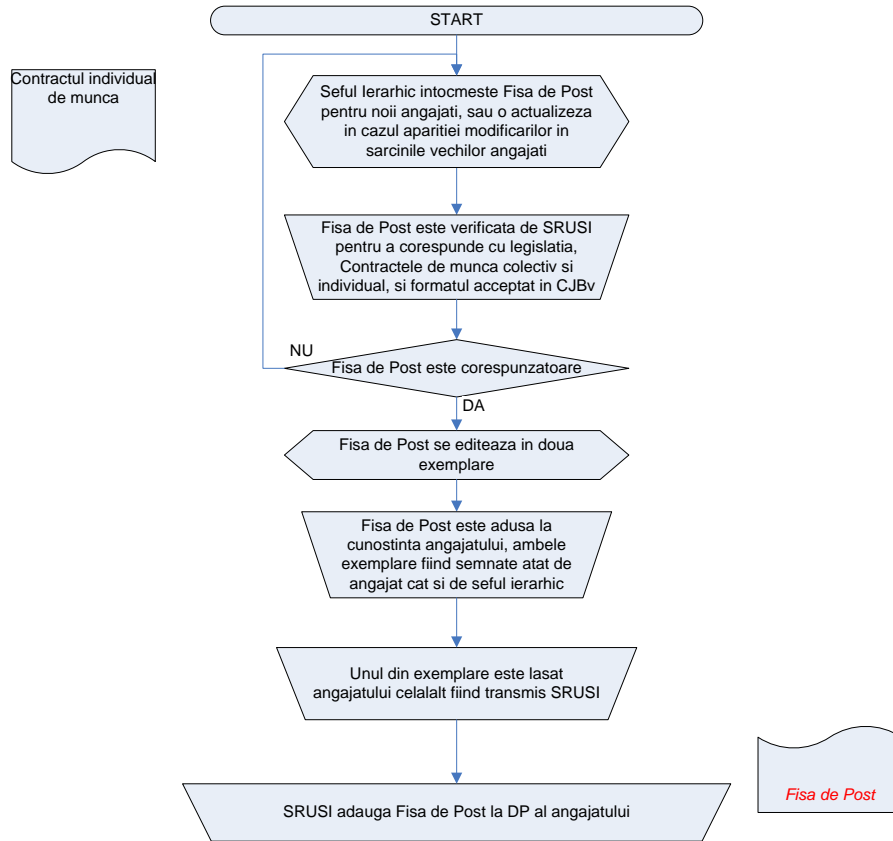 START
Contractul individual
de munca
Seful Ierarhic intocmeste Fisa de Post
pentru noii angajati, sau o actualizeza
in cazul aparitiei modificarilor in
sarcinile vechilor angajati
Fisa de Post este verificata de SRUSI
pentru a corespunde cu legislatia,
Contractele de munca colectiv si
individual, si formatul acceptat in CJBv
NU
Fisa de Post este corespunzatoare
DA
Fisa de Post se editeaza in doua
exemplare
Fisa de Post este adusa la
cunostinta angajatului, ambele
exemplare fiind semnate atat de
angajat cat si de seful ierarhic
Unul din exemplare este lasat
angajatului celalalt fiind transmis SRUSI
Fisa de Post
SRUSI adauga Fisa de Post la DP al angajatului